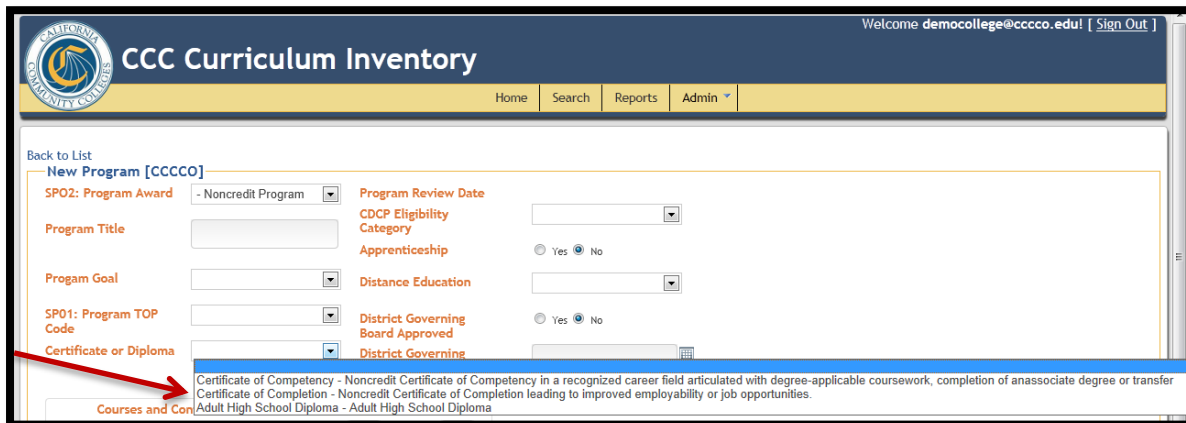 Welcome democollege@cccco.edu! [ Sign Out ]
CALIFORNIA
COMMUNITY COLLEGES
CCC Curriculum Inventory
Home Search Reports Admin
Back to List
New Program [CCCCO]
SPO2: Program Award - Noncredit Program Program Review Date
CDCP Eligibility
Category
Program Title
Apprenticeship Yes No
Progam Goal Distance Education
SP01: Program TOP
Code
District Governing
Board Approved
Yes No
Certificate or Diploma District Governing
Certificate of Competency - Noncredit Certificate of Competency in a recognized career field articulated with degree-applicable coursework, completion of anassociate degree or transfer
Certificate of Completion - Noncredit Certificate of Completion leading to improved employability or job opportunities.
Adult High School Diploma - Adult High School Diploma
Courses and Con